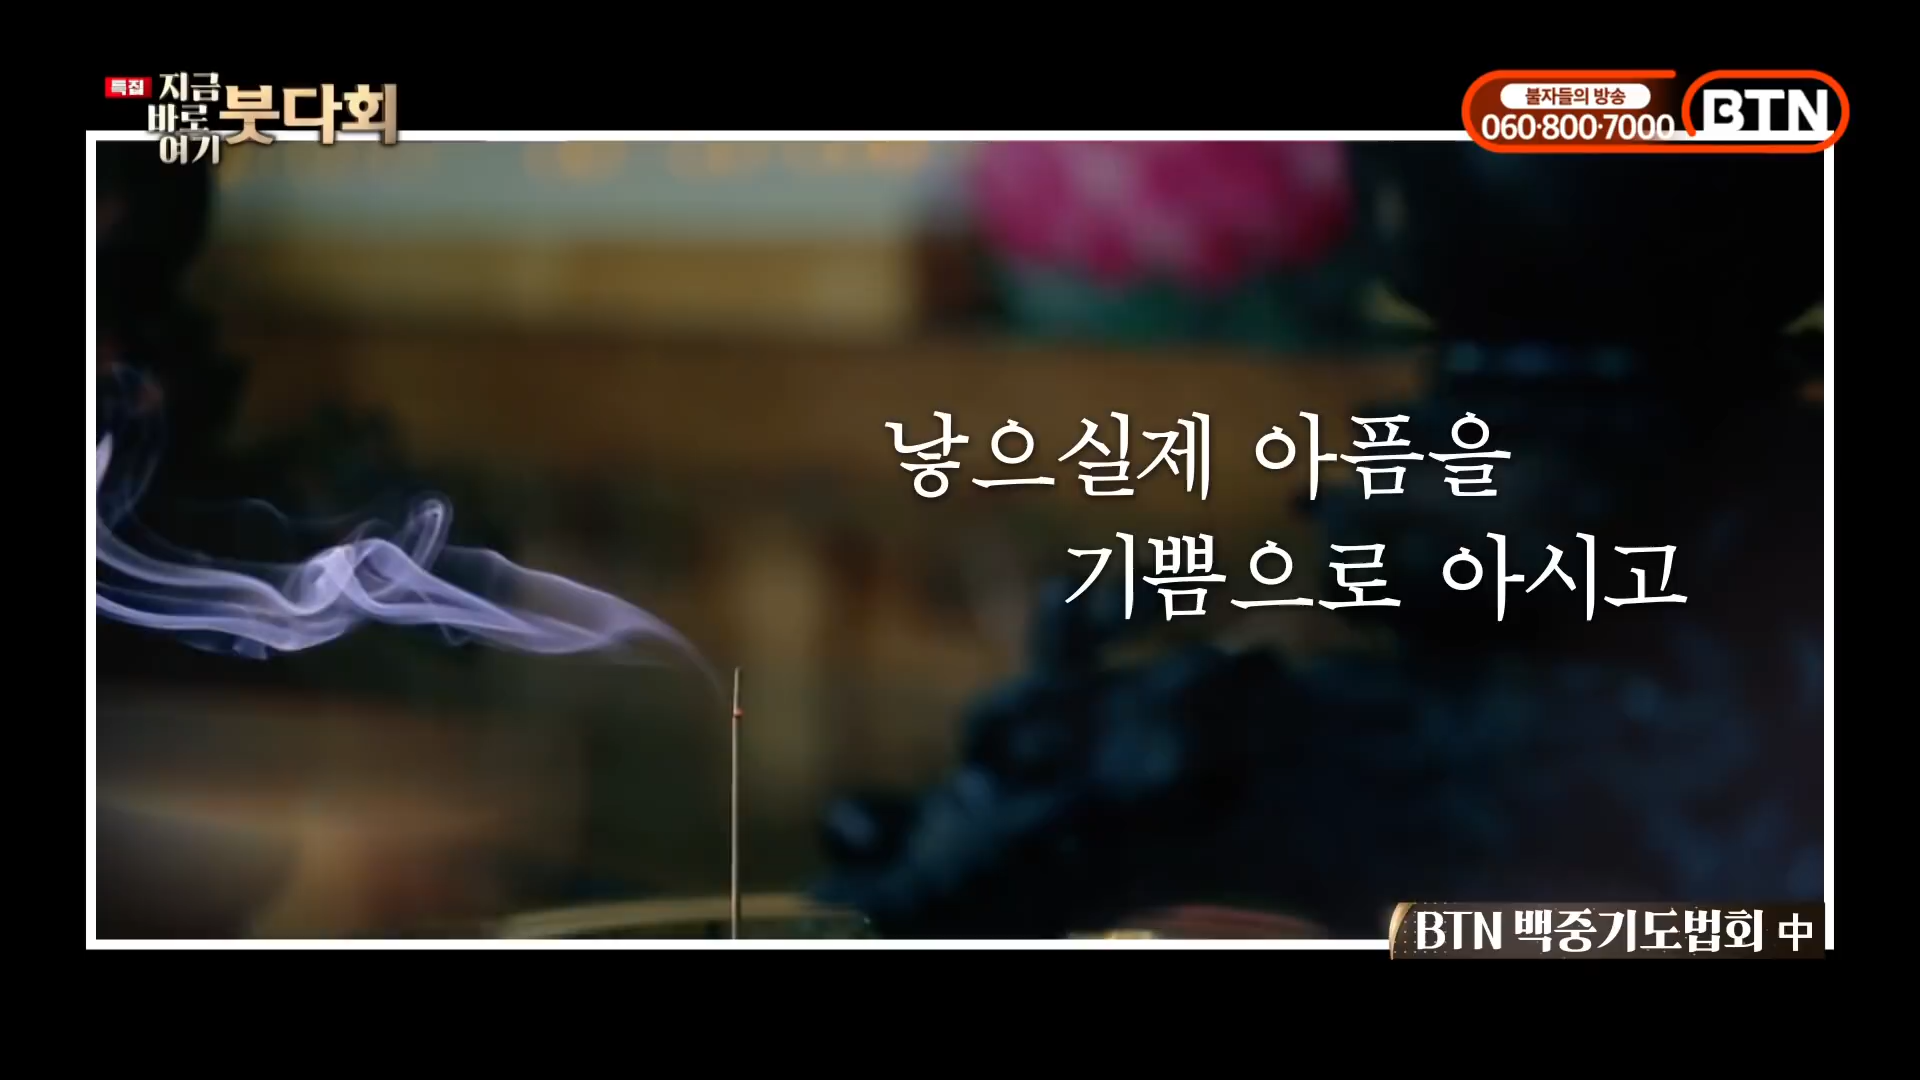 특집 지금 바로 여기 붓다회
불자들의 방송
060·800·7000
BTN
낳으실제 아픔을
기쁨으로 아시고
BTN 백중기도법회 中